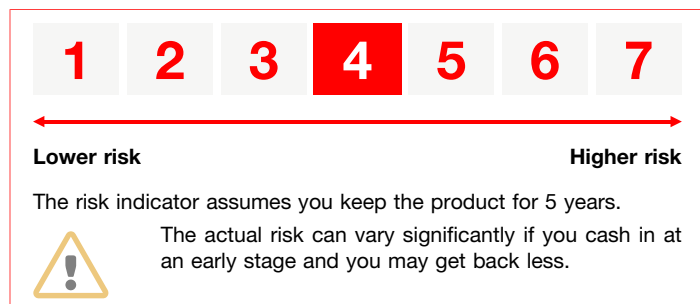 1 2 3 4 5 6 7
Lower risk Higher risk
The risk indicator assumes you keep the product for 5 years.
The actual risk can vary significantly if you cash in at
an early stage and you may get back less.